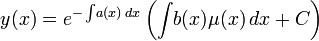 y(x) = e^{-\int a(x) dx} \left( \int b(x)\mu(x) dx + C \right)